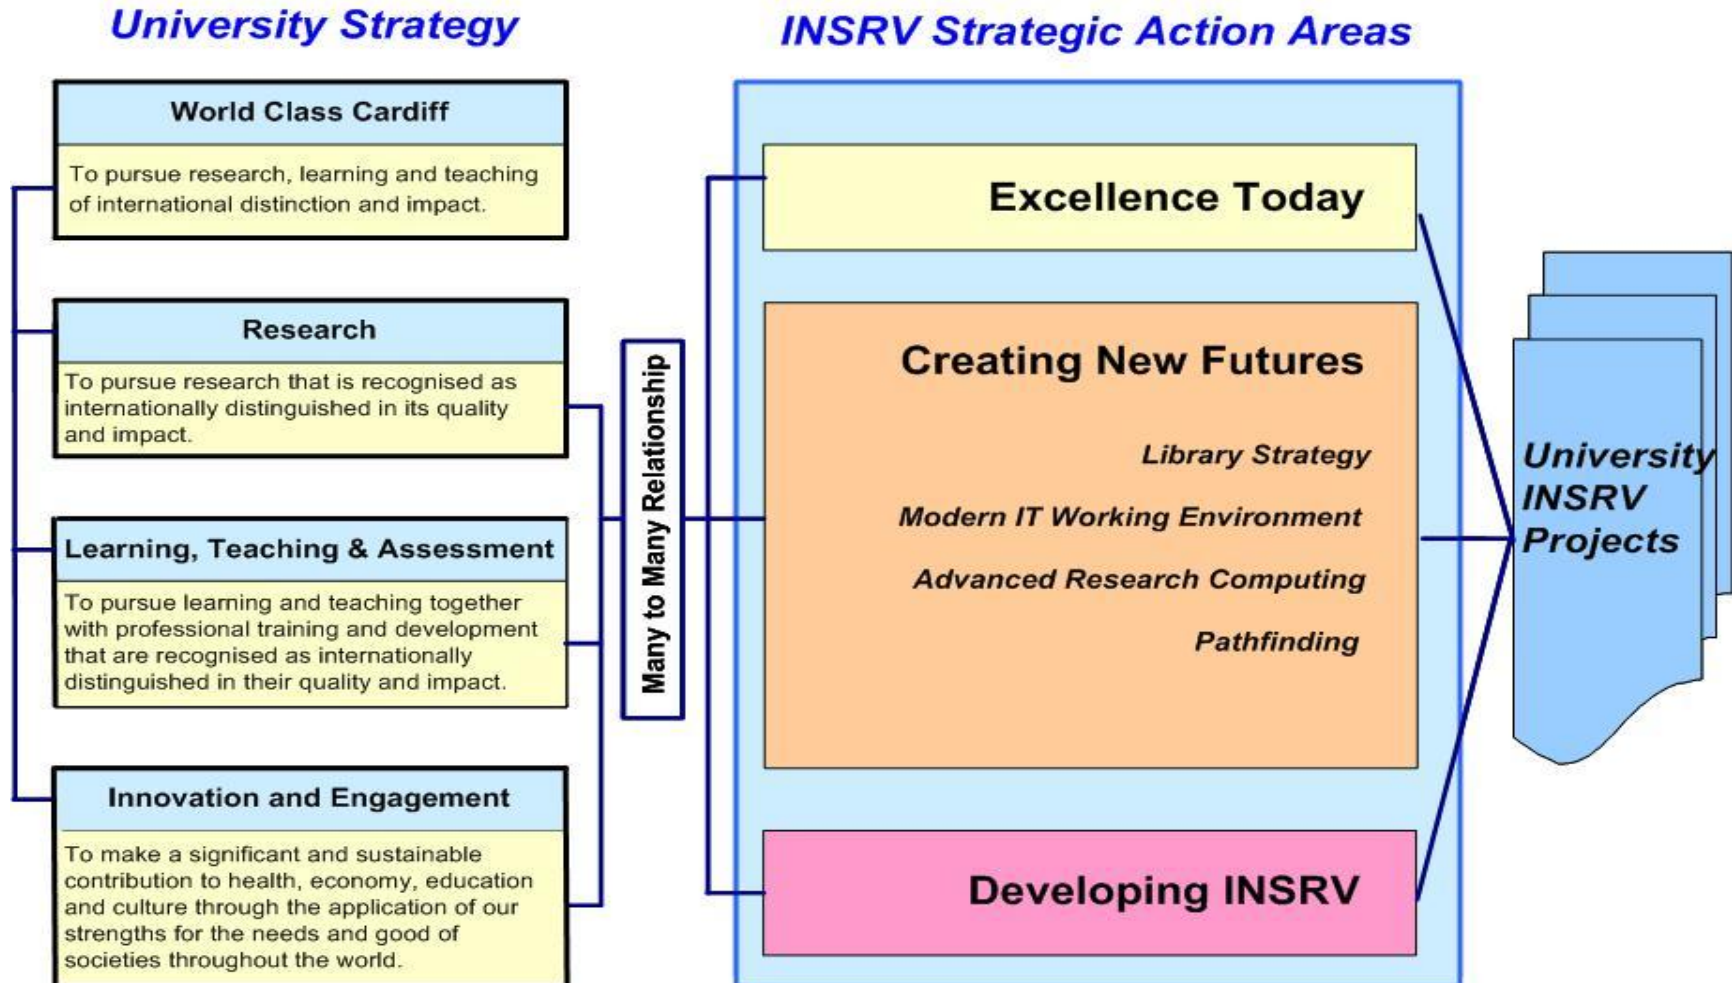 University Strategy
World Class Cardiff
To pursue research, learning and teaching
of international distinction and impact.
Research
To pursue research that is recognised as
internationally distinguished in its quality
and impact.
Learning, Teaching & Assessment
To pursue learning and teaching together
with professional training and development
that are recognised as internationally
distinguished in their quality and impact.
Innovation and Engagement
To make a significant and sustainable
contribution to health, economy, education
and culture through the application of our
strengths for the needs and good of
societies throughout the world.
Many to Many Relationship
INSRV Strategic Action Areas
Excellence Today
Creating New Futures
Library Strategy
Modern IT Working Environment
Advanced Research Computing
Pathfinding
Developing INSRV
University
INSRV
Projects